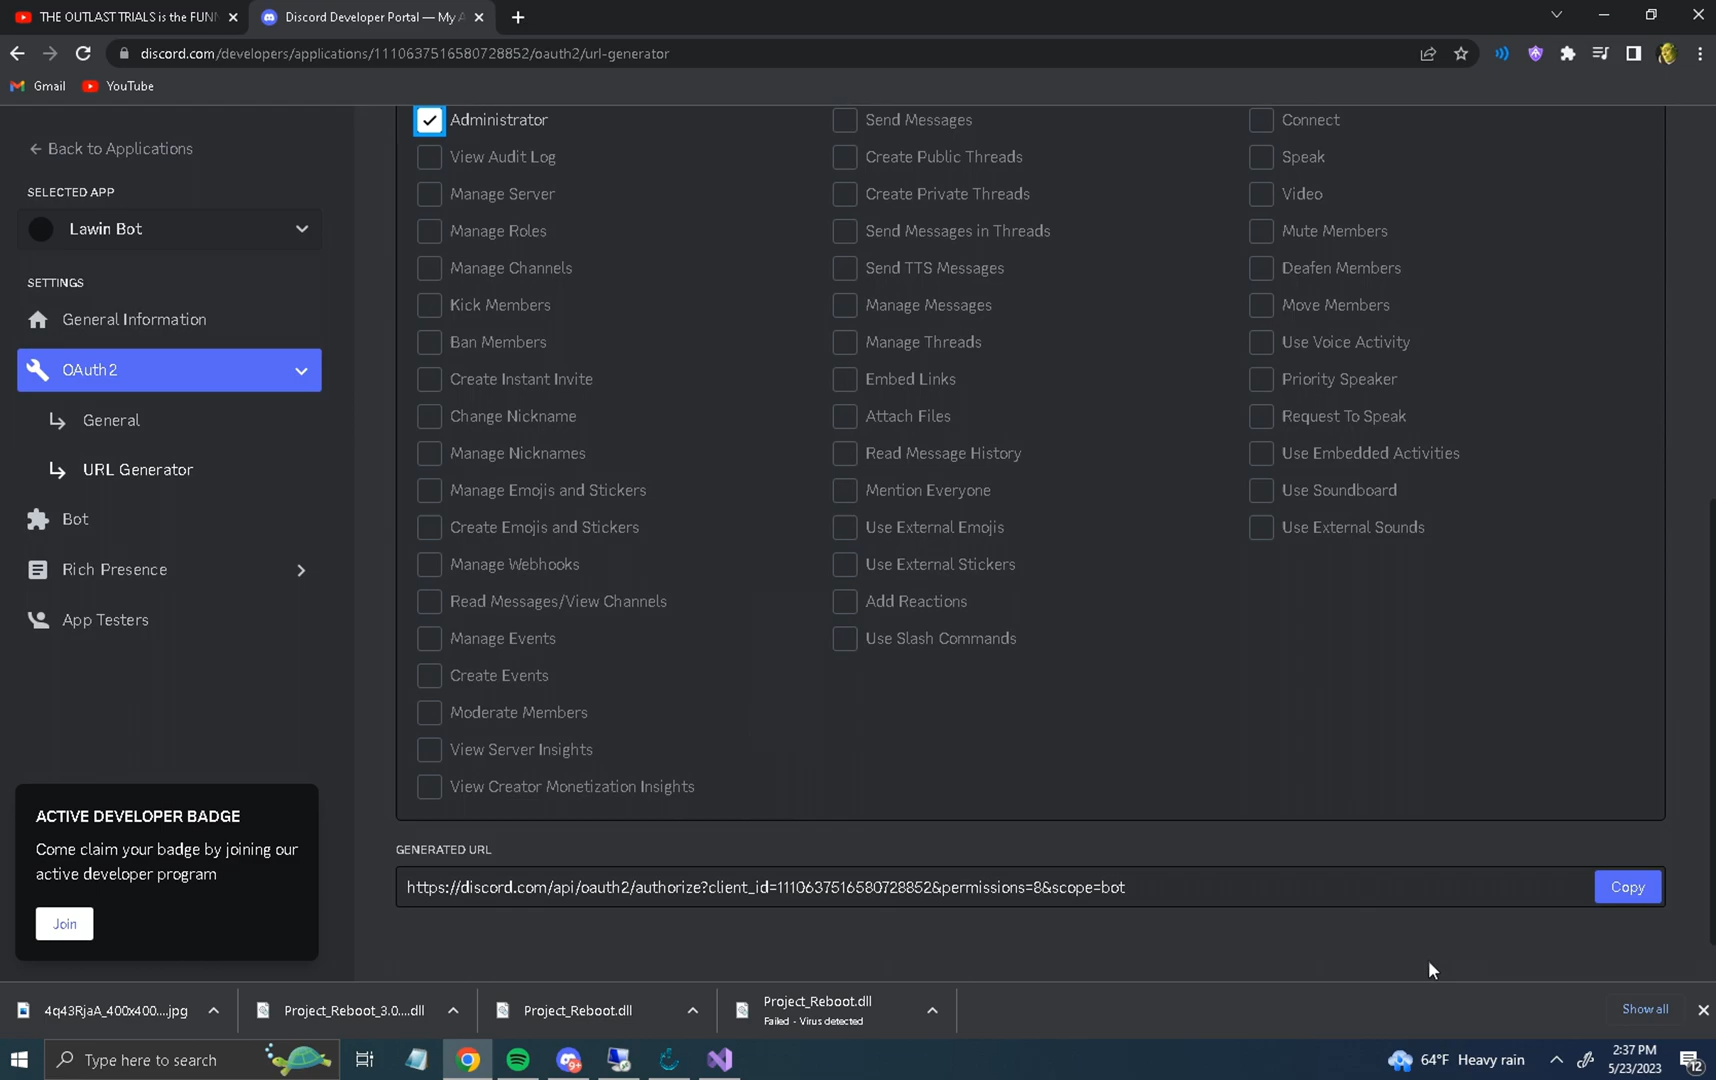 THE OUTLAST TRIALS is the FUNN
Discord Developer Portal — My A
discord.com/developers/applications/1110637516580728852/oauth2/url-generator
Gmail
YouTube
← Back to Applications
SELECTED APP
Lawin Bot
SETTINGS
General Information
OAuth2
General
URL Generator
Bot
Rich Presence
App Testers
ACTIVE DEVELOPER BADGE
Come claim your badge by joining our
active developer program
Join
Administrator
View Audit Log
Manage Server
Manage Roles
Manage Channels
Kick Members
Ban Members
Create Instant Invite
Change Nickname
Manage Nicknames
Manage Emojis and Stickers
Create Emojis and Stickers
Manage Webhooks
Read Messages/View Channels
Manage Events
Create Events
Moderate Members
View Server Insights
View Creator Monetization Insights
Send Messages
Create Public Threads
Create Private Threads
Send Messages in Threads
Send TTS Messages
Manage Messages
Manage Threads
Embed Links
Attach Files
Read Message History
Mention Everyone
Use External Emojis
Use External Stickers
Add Reactions
Use Slash Commands
Connect
Speak
Video
Mute Members
Deafen Members
Move Members
Use Voice Activity
Priority Speaker
Request To Speak
Use Embedded Activities
Use Soundboard
Use External Sounds
GENERATED URL
https://discord.com/api/oauth2/authorize?client_id=1110637516580728852&permissions=8&scope=bot
Copy
4q43RjaA_400x400....jpg
Project_Reboot_3.0....dll
Project_Reboot.dll
Project_Reboot.dll
Failed - Virus detected
Show all
Type here to search
64°F Heavy rain
2:37 PM
5/23/2023
12